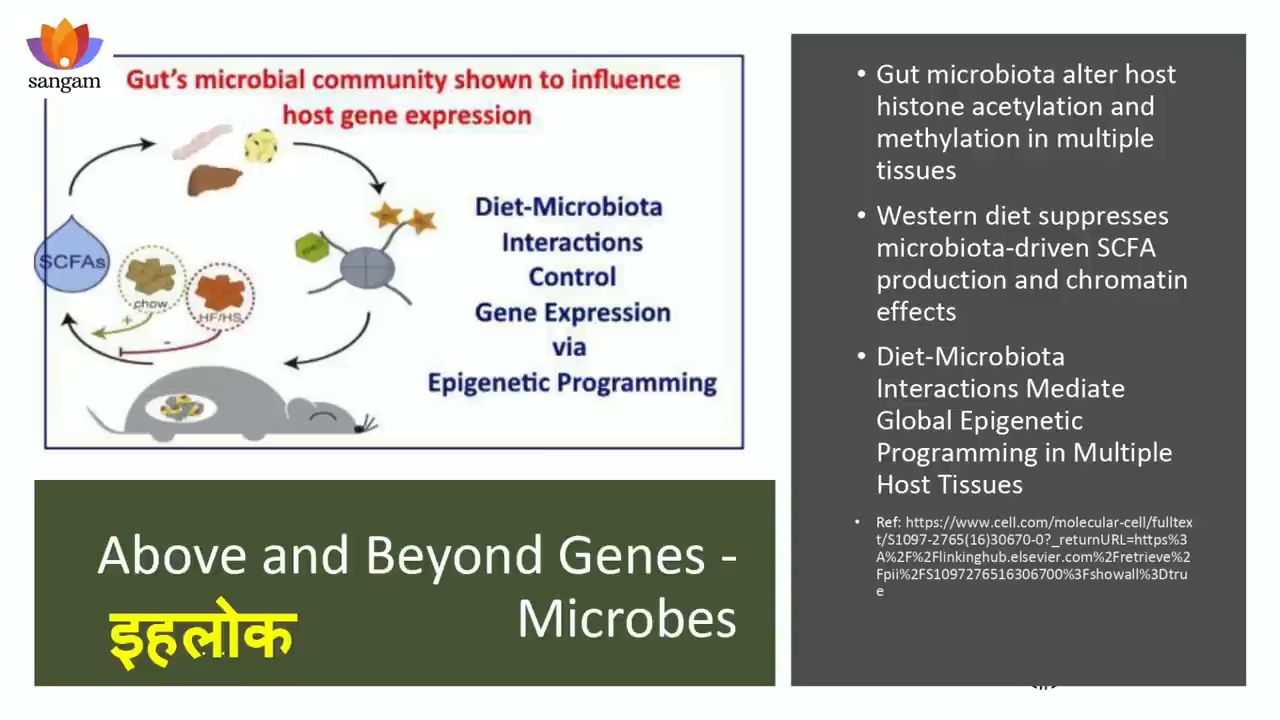 sangam
Gut's microbial community shown to influence
host gene expression
SCFAs
chow
HF/HS
+
-
Diet-Microbiota
Interactions
Control
Gene Expression
via
Epigenetic Programming
Above and Beyond Genes -
Microbes
इहलोक
• Gut microbiota alter host
histone acetylation and
methylation in multiple
tissues
• Western diet suppresses
microbiota-driven SCFA
production and chromatin
effects
• Diet-Microbiota
Interactions Mediate
Global Epigenetic
Programming in Multiple
Host Tissues
• Ref: https://www.cell.com/molecular-cell/fulltex
t/S1097-2765(16)30670-0?_returnURL=https%3
A%2F%2Flinkinghub.elsevier.com%2Fretrieve%2
Fpii%2FS1097276516306700%3Fshowall%3Dtru
e